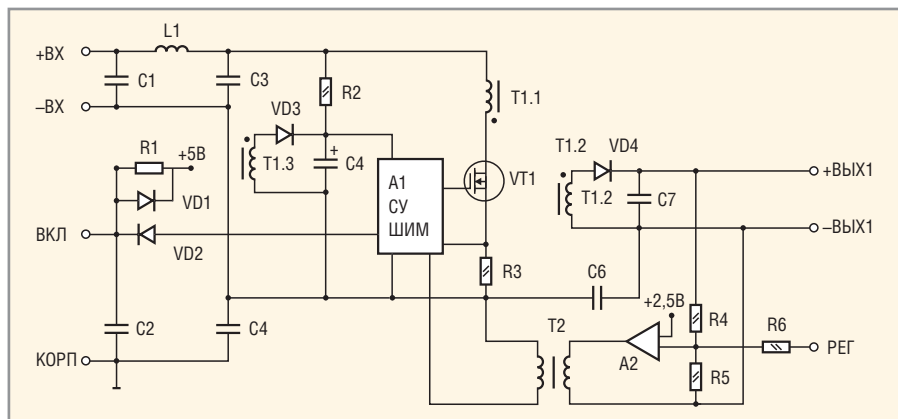 L1
+ВХ
C1
C3
–ВХ
R2
T1.1
VD3
R1
+5В
T1.3
+
C4
А1
СУ
ШИМ
VT1
T1.2
VD4
T1.2
C7
+ВЫХ1
–ВЫХ1
VD1
ВКЛ
VD2
R3
C6
+2,5В
R4
R6
C2
C4
T2
A2
РЕГ
R5
КОРП